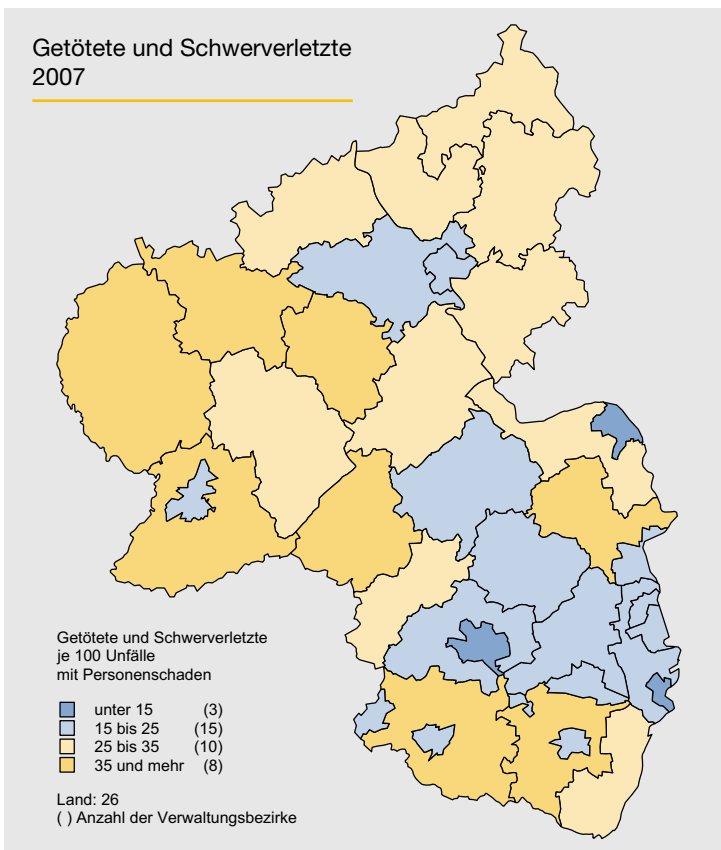 Getötete und Schwerverletzte
2007
Getötete und Schwerverletzte
je 100 Unfälle
mit Personenschaden
unter 15 (3)
15 bis 25 (15)
25 bis 35 (10)
35 und mehr (8)
Land: 26
( ) Anzahl der Verwaltungsbezirke